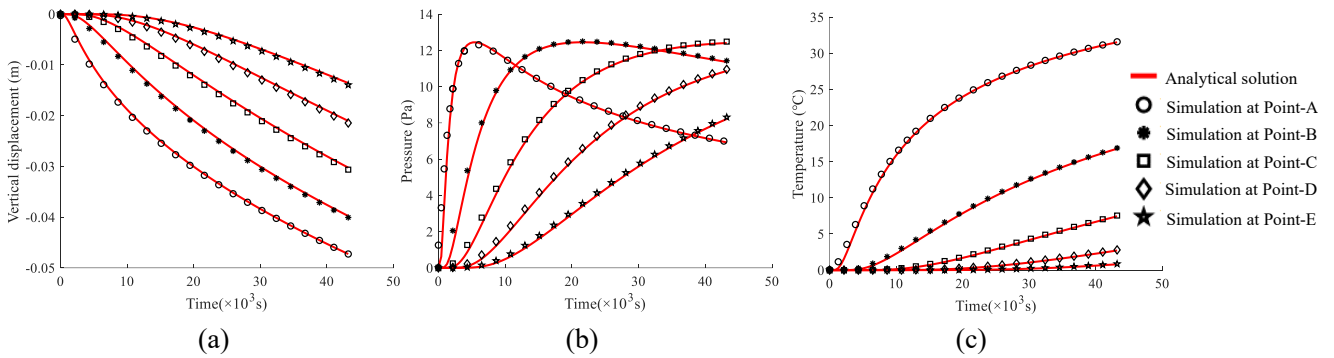 0
-0.01
-0.02
-0.03
-0.04
-0.05
Vertical displacement (m)
0 10 20 30 40 50
Time(×10³s)
(a)
14
12
10
8
6
4
2
0
Pressure (Pa)
0 10 20 30 40 50
Time(×10³s)
(b)
35
30
25
20
15
10
5
0
Temperature (°C)
0 10 20 30 40 50
Time(×10³s)
(c)
Analytical solution
Simulation at Point-A
Simulation at Point-B
Simulation at Point-C
Simulation at Point-D
Simulation at Point-E